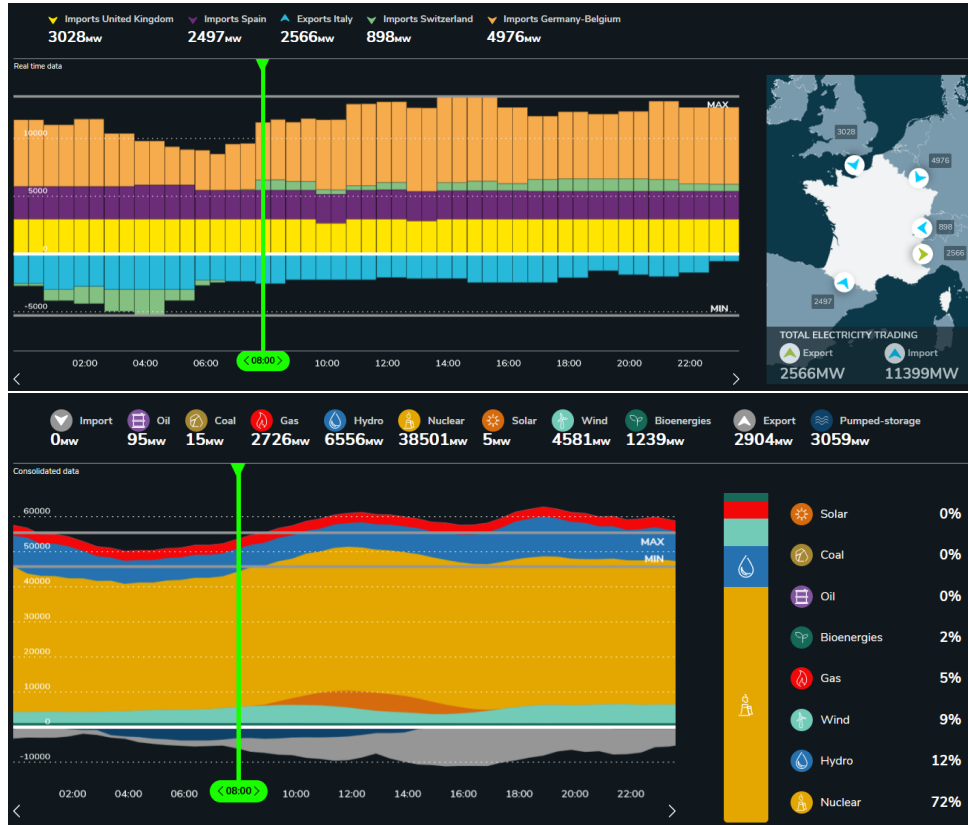 Imports United Kingdom Imports Spain Exports Italy Imports Switzerland Imports Germany-Belgium
3028MW 2497MW 2566MW 898MW 4976MW
Real time data
MAX
10000
5000
0
-5000
MIN
02:00 04:00 06:00 < 08:00 > 10:00 12:00 14:00 16:00 18:00 20:00 22:00
< >
3028
4976
898
2566
2497
TOTAL ELECTRICITY TRADING
Export Import
2566MW 11399MW
Import Oil Coal Gas Hydro Nuclear Solar Wind Bioenergies Export Pumped-storage
0MW 95MW 15MW 2726MW 6556MW 38501MW 5MW 4581MW 1239MW 2904MW 3059MW
Consolidated data
60000
MAX
50000
MIN
40000
30000
20000
10000
0
-10000
02:00 04:00 06:00 < 08:00 > 10:00 12:00 14:00 16:00 18:00 20:00 22:00
< >
Solar 0%
Coal 0%
Oil 0%
Bioenergies 2%
Gas 5%
Wind 9%
Hydro 12%
Nuclear 72%